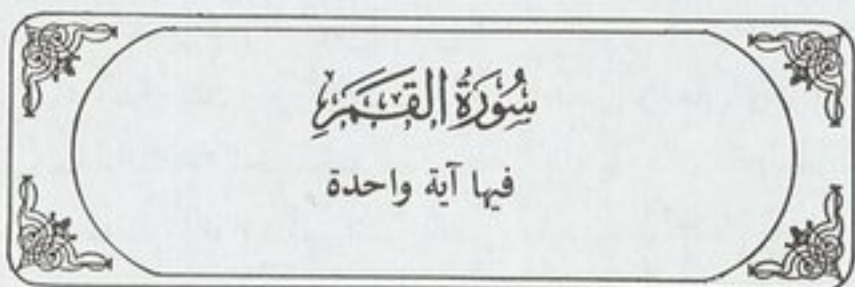 سُورَةُ القَمَرِ
فيها آية واحدة